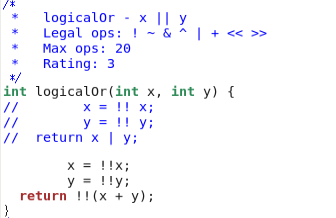 /*
 *   logicalOr - x || y
 *   Legal ops: ! ~ & ^ | + << >>
 *   Max ops: 20
 *   Rating: 3
 */
int logicalOr(int x, int y) {
//        x = !! x;
//        y = !! y;
//  return x | y;

        x = !!x;
        y = !!y;
  return !!(x + y);
}